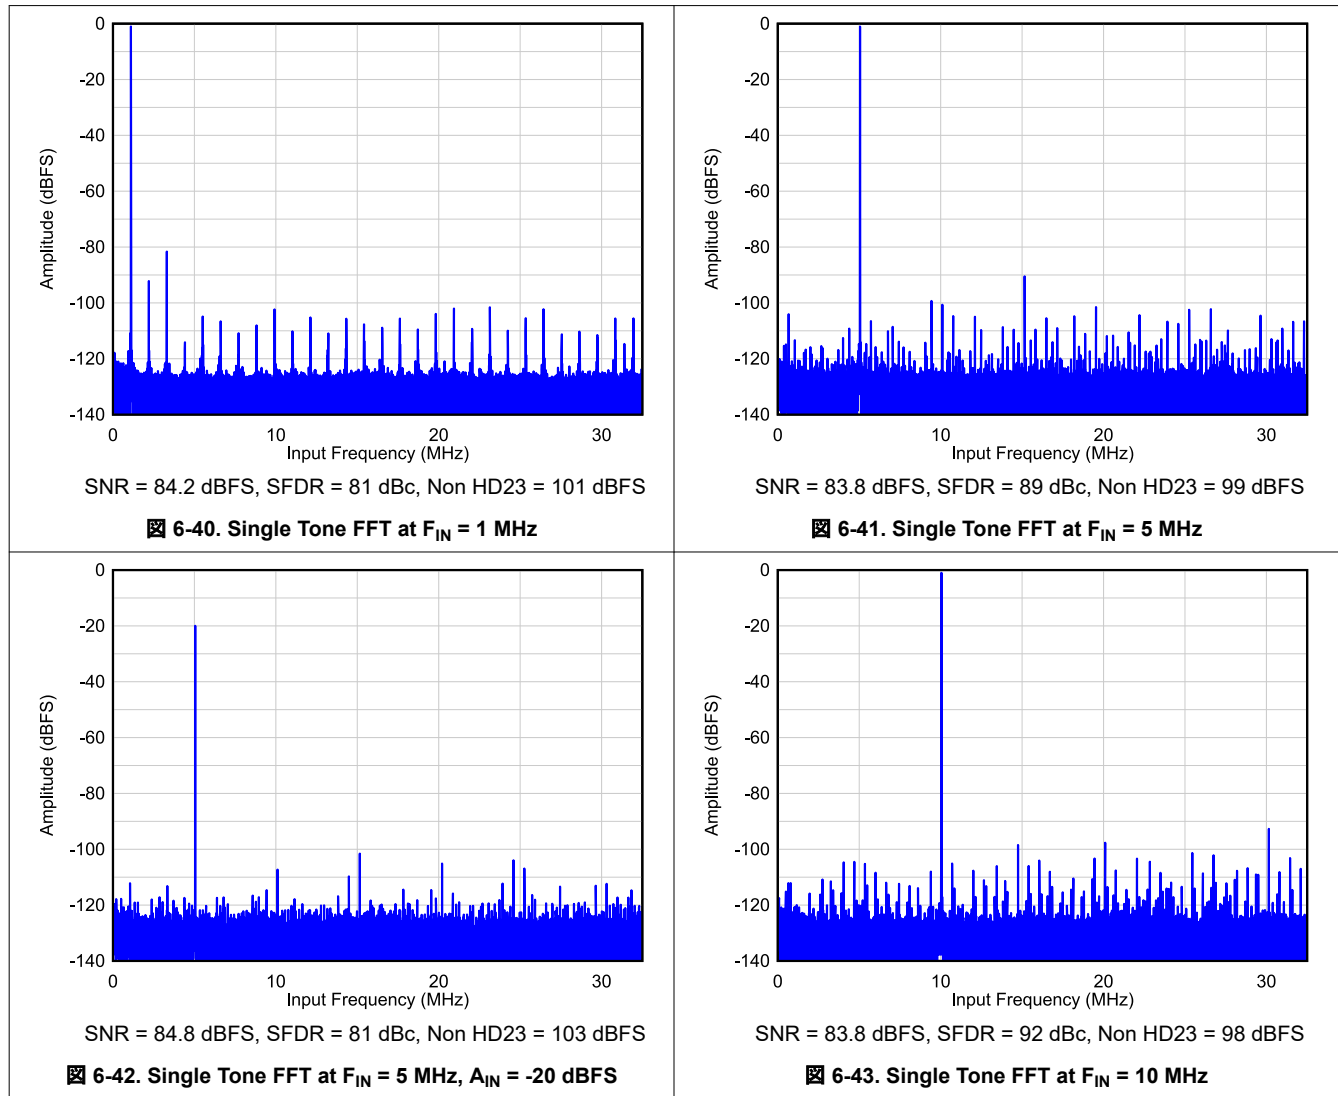 0
-20
-40
-60
-80
-100
-120
-140
Amplitude (dBFS)
0 10 20 30
Input Frequency (MHz)
SNR = 84.2 dBFS, SFDR = 81 dBc, Non HD23 = 101 dBFS
図 6-40. Single Tone FFT at FIN = 1 MHz
0
-20
-40
-60
-80
-100
-120
-140
Amplitude (dBFS)
0 10 20 30
Input Frequency (MHz)
SNR = 83.8 dBFS, SFDR = 89 dBc, Non HD23 = 99 dBFS
図 6-41. Single Tone FFT at FIN = 5 MHz
0
-20
-40
-60
-80
-100
-120
-140
Amplitude (dBFS)
0 10 20 30
Input Frequency (MHz)
SNR = 84.8 dBFS, SFDR = 81 dBc, Non HD23 = 103 dBFS
図 6-42. Single Tone FFT at FIN = 5 MHz, AIN = -20 dBFS
0
-20
-40
-60
-80
-100
-120
-140
Amplitude (dBFS)
0 10 20 30
Input Frequency (MHz)
SNR = 83.8 dBFS, SFDR = 92 dBc, Non HD23 = 98 dBFS
図 6-43. Single Tone FFT at FIN = 10 MHz